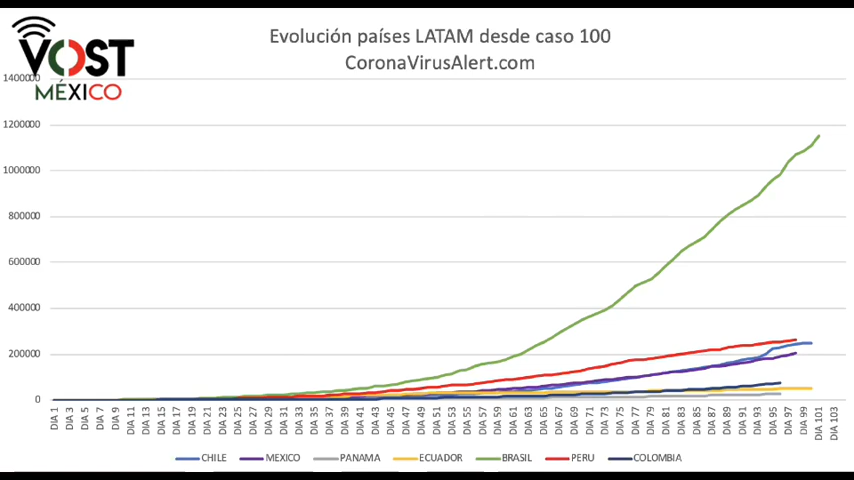 VOST
MÉXICO
Evolución países LATAM desde caso 100
CoronaVirusAlert.com
1400000
1200000
1000000
800000
600000
400000
200000
0
DIA 1 DIA 3 DIA 5 DIA 7 DIA 9 DIA 11 DIA 13 DIA 15 DIA 17 DIA 19 DIA 21 DIA 23 DIA 25 DIA 27 DIA 29 DIA 31 DIA 33 DIA 35 DIA 37 DIA 39 DIA 41 DIA 43 DIA 45 DIA 47 DIA 49 DIA 51 DIA 53 DIA 55 DIA 57 DIA 59 DIA 61 DIA 63 DIA 65 DIA 67 DIA 69 DIA 71 DIA 73 DIA 75 DIA 77 DIA 79 DIA 81 DIA 83 DIA 85 DIA 87 DIA 89 DIA 91 DIA 93 DIA 95 DIA 97 DIA 99 DIA 101 DIA 103
CHILE MEXICO PANAMA ECUADOR BRASIL PERU COLOMBIA